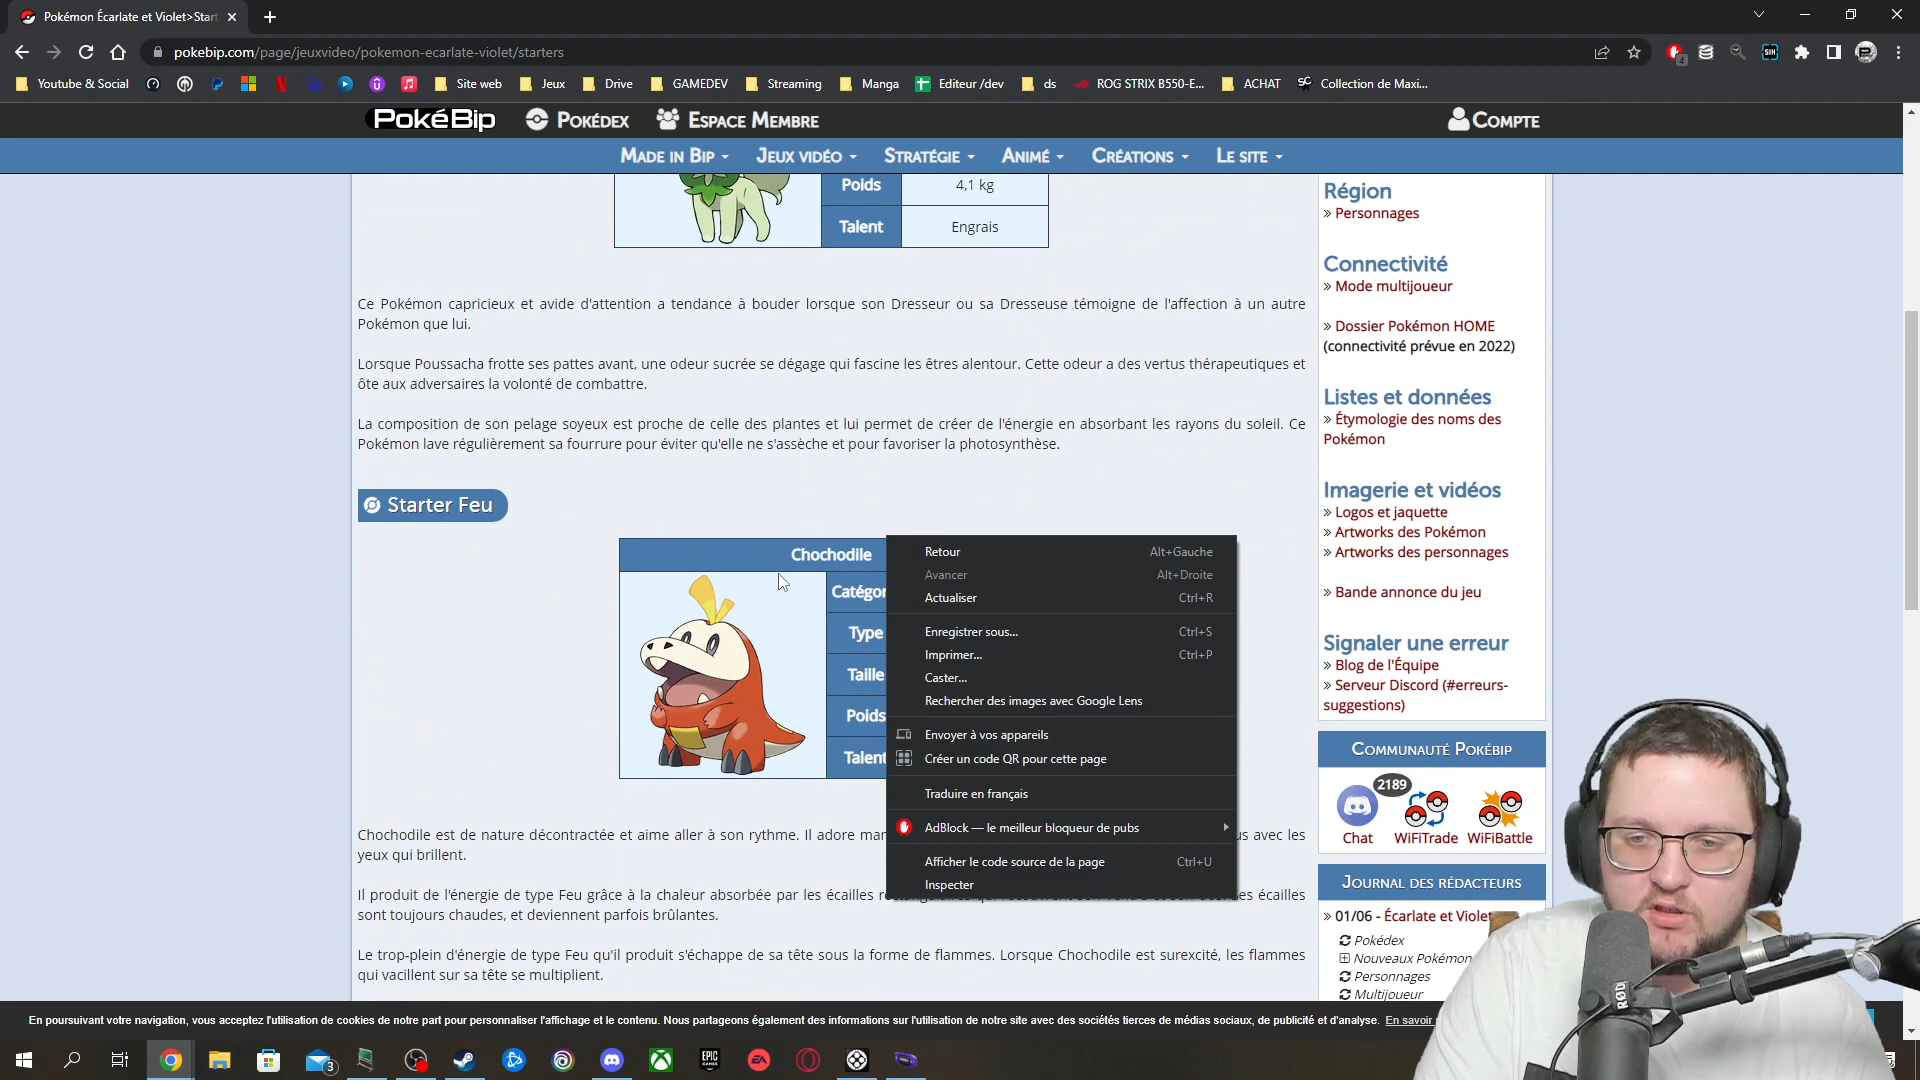 Pokémon Écarlate et Violet>Star
pokebip.com/page/jeuxvideo/pokemon-ecarlate-violet/starters
Youtube & Social
Site web
Jeux
Drive
GAMEDEV
Streaming
Manga
Editeur /dev
ds
ROG STRIX B550-E...
ACHAT
Collection de Maxi...
PokéBip
Pokédex
Espace Membre
Compte
Made in Bip
Jeux vidéo
Stratégie
Animé
Créations
Le site
Poids
4,1 kg
Talent
Engrais
Ce Pokémon capricieux et avide d'attention a tendance à bouder lorsque son Dresseur ou sa Dresseuse témoigne de l'affection à un autre
Pokémon que lui.
Lorsque Poussacha frotte ses pattes avant, une odeur sucrée se dégage qui fascine les êtres alentour. Cette odeur a des vertus thérapeutiques et
ôte aux adversaires la volonté de combattre.
La composition de son pelage soyeux est proche de celle des plantes et lui permet de créer de l'énergie en absorbant les rayons du soleil. Ce
Pokémon lave régulièrement sa fourrure pour éviter qu'elle ne s'assèche et pour favoriser la photosynthèse.
Starter Feu
Chochodile
Catégor
Type
Taille
Poids
Talent
Retour Alt+Gauche
Avancer Alt+Droite
Actualiser Ctrl+R
Enregistrer sous... Ctrl+S
Imprimer... Ctrl+P
Caster...
Rechercher des images avec Google Lens
Envoyer à vos appareils
Créer un code QR pour cette page
Traduire en français
AdBlock — le meilleur bloqueur de pubs
Afficher le code source de la page Ctrl+U
Inspecter
Chochodile est de nature décontractée et aime aller à son rythme. Il adore mar
us avec les
yeux qui brillent.
Il produit de l'énergie de type Feu grâce à la chaleur absorbée par les écailles
es écailles
sont toujours chaudes, et deviennent parfois brûlantes.
Le trop-plein d'énergie de type Feu qu'il produit s'échappe de sa tête sous la forme de flammes. Lorsque Chochodile est surexcité, les flammes
qui vacillent sur sa tête se multiplient.
Région
» Personnages
Connectivité
» Mode multijoueur
» Dossier Pokémon HOME
(connectivité prévue en 2022)
Listes et données
» Étymologie des noms des
Pokémon
Imagerie et vidéos
» Logos et jaquette
» Artworks des Pokémon
» Artworks des personnages
» Bande annonce du jeu
Signaler une erreur
» Blog de l'Équipe
» Serveur Discord (#erreurs-
suggestions)
Communauté Pokébip
2189
Chat
WiFiTrade
WiFiBattle
Journal des rédacteurs
» 01/06 - Écarlate et Violet
Pokédex
Nouveaux Pokémon
Personnages
Multijoueur
En poursuivant votre navigation, vous acceptez l'utilisation de cookies de notre part pour personnaliser l'affichage et le contenu. Nous partageons également des informations sur l'utilisation de notre site avec des sociétés tierces de médias sociaux, de publicité et d'analyse. En savoir
3
EPIC
GAMES
EA
RØDE